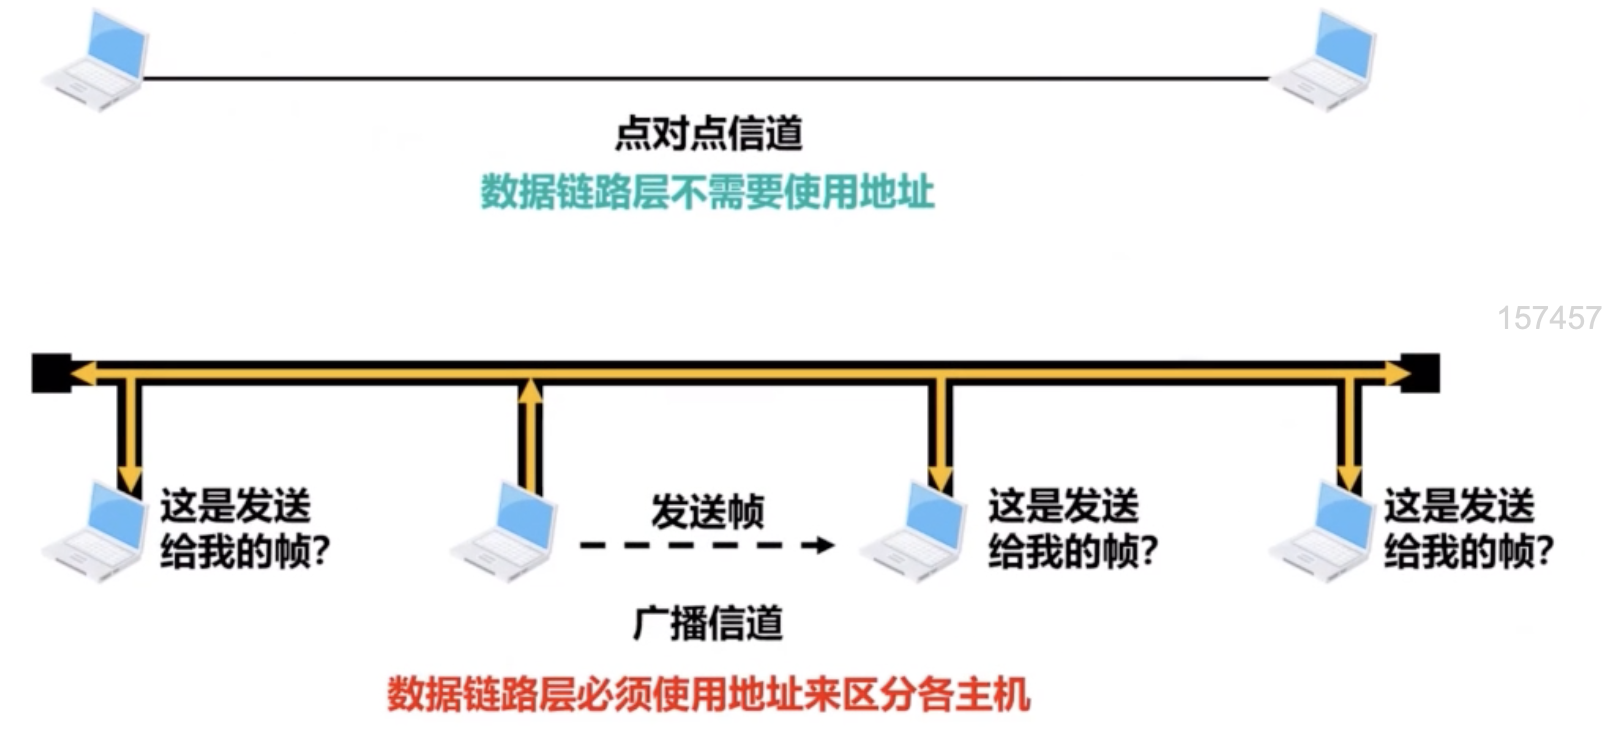 点对点信道
数据链路层不需要使用地址
157457
这是发送
给我的帧?
发送帧
这是发送
给我的帧?
这是发送
给我的帧?
广播信道
数据链路层必须使用地址来区分各主机